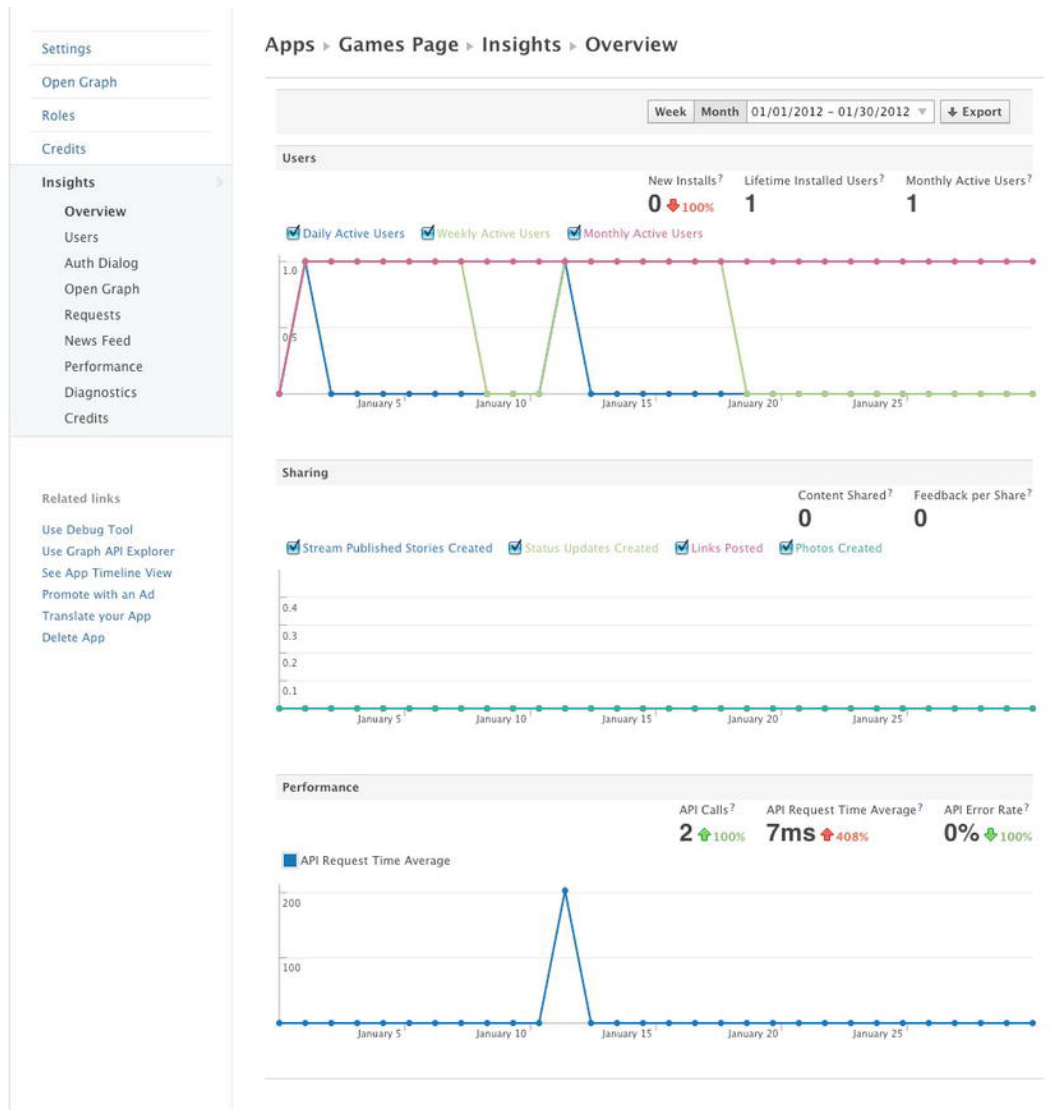 Settings
Open Graph
Roles
Credits
Insights
Overview
Users
Auth Dialog
Open Graph
Requests
News Feed
Performance
Diagnostics
Credits
Related links
Use Debug Tool
Use Graph API Explorer
See App Timeline View
Promote with an Ad
Translate your App
Delete App
Apps ▸ Games Page ▸ Insights ▸ Overview
Week Month 01/01/2012 - 01/30/2012 Export
Users
New Installs? Lifetime Installed Users? Monthly Active Users?
0 100% 1 1
Daily Active Users Weekly Active Users Monthly Active Users
1.0
0.5
January 5 January 10 January 15 January 20 January 25
Sharing
Content Shared? Feedback per Share?
0 0
Stream Published Stories Created Status Updates Created Links Posted Photos Created
0.4
0.3
0.2
0.1
January 5 January 10 January 15 January 20 January 25
Performance
API Calls? API Request Time Average? API Error Rate?
2 100% 7ms 408% 0% 100%
API Request Time Average
200
100
January 5 January 10 January 15 January 20 January 25